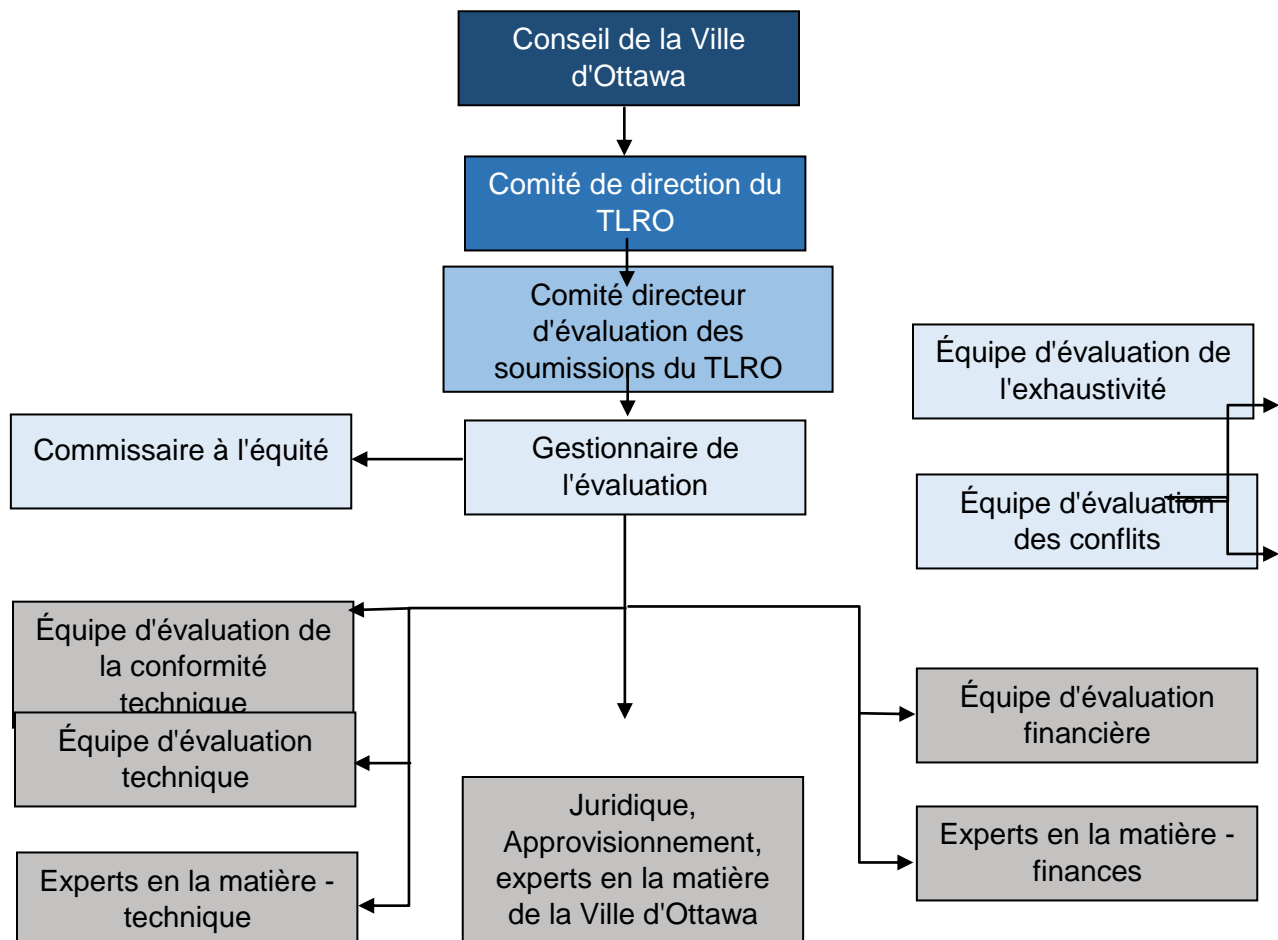 Conseil de la Ville
d'Ottawa
Comité de direction du
TLRO
Comité directeur
d'évaluation des
soumissions du TLRO
Équipe d'évaluation de
l'exhaustivité
Commissaire à l'équité
Gestionnaire de
l'évaluation
Équipe d'évaluation
des conflits
Équipe d'évaluation de
la conformité
technique
Équipe d'évaluation
technique
Experts en la matière -
technique
Juridique,
Approvisionnement,
experts en la matière
de la Ville d'Ottawa
Équipe d'évaluation
financière
Experts en la matière -
finances